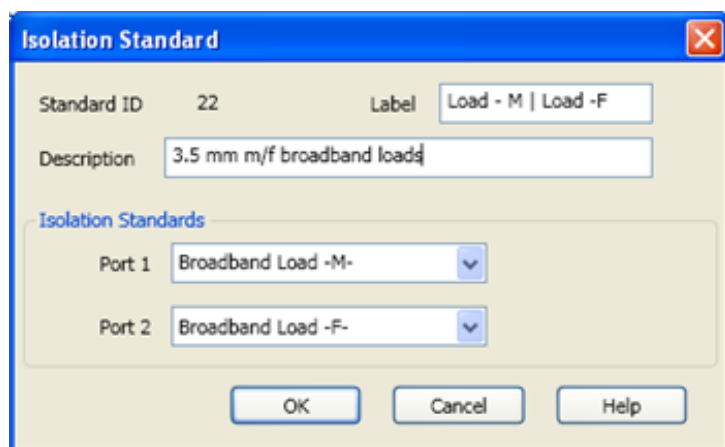 Isolation Standard
Standard ID 22 Label Load - M | Load -F
Description 3.5 mm m/f broadband loads
Isolation Standards
Port 1 Broadband Load -M-
Port 2 Broadband Load -F-
OK Cancel Help